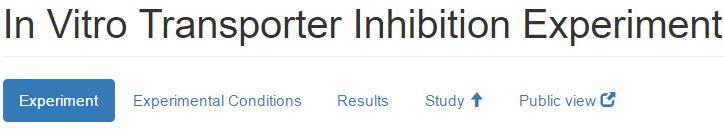 In Vitro Transporter Inhibition Experiment
Experiment Experimental Conditions Results Study Public view